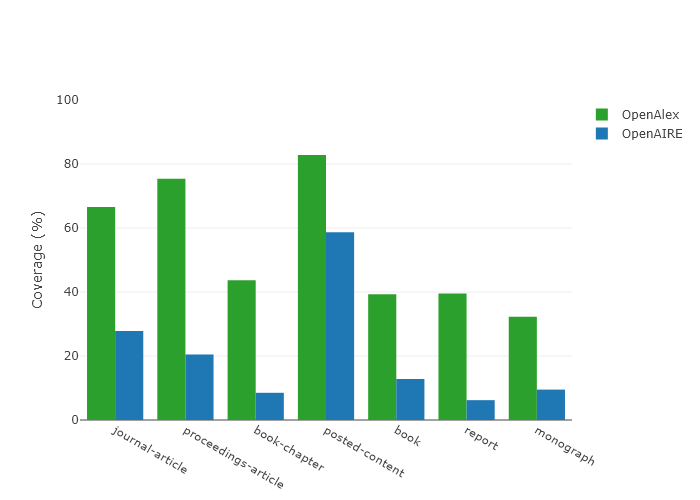 100
80
60
40
20
0
Coverage (%)
journal-article
proceedings-article
book-chapter
posted-content
book
report
monograph
OpenAlex
OpenAIRE